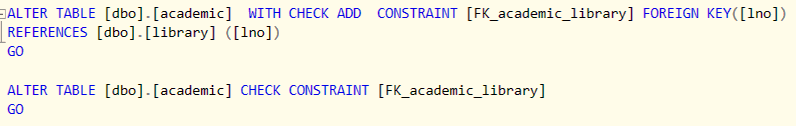 ALTER TABLE [dbo].[academic]  WITH CHECK ADD  CONSTRAINT [FK_academic_library] FOREIGN KEY([lno])
REFERENCES [dbo].[library] ([lno])
GO

ALTER TABLE [dbo].[academic] CHECK CONSTRAINT [FK_academic_library]
GO